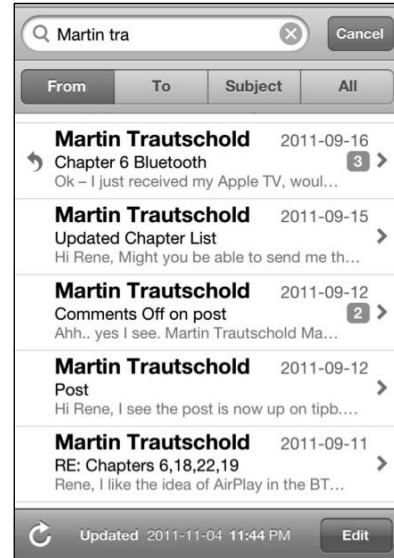 Martin tra
Cancel
From To Subject All
Martin Trautschold 2011-09-16
Chapter 6 Bluetooth 3
Ok – I just received my Apple TV, woul…
Martin Trautschold 2011-09-15
Updated Chapter List
Hi Rene, Might you be able to send me th…
Martin Trautschold 2011-09-12
Comments Off on post 2
Ahh.. yes I see. Martin Trautschold Ma…
Martin Trautschold 2011-09-12
Post
Hi Rene, I see the post is now up on tipb.…
Martin Trautschold 2011-09-11
RE: Chapters 6,18,22,19
Rene, I like the idea of AirPlay in the BT…
Updated 2011-11-04 11:44 PM
Edit